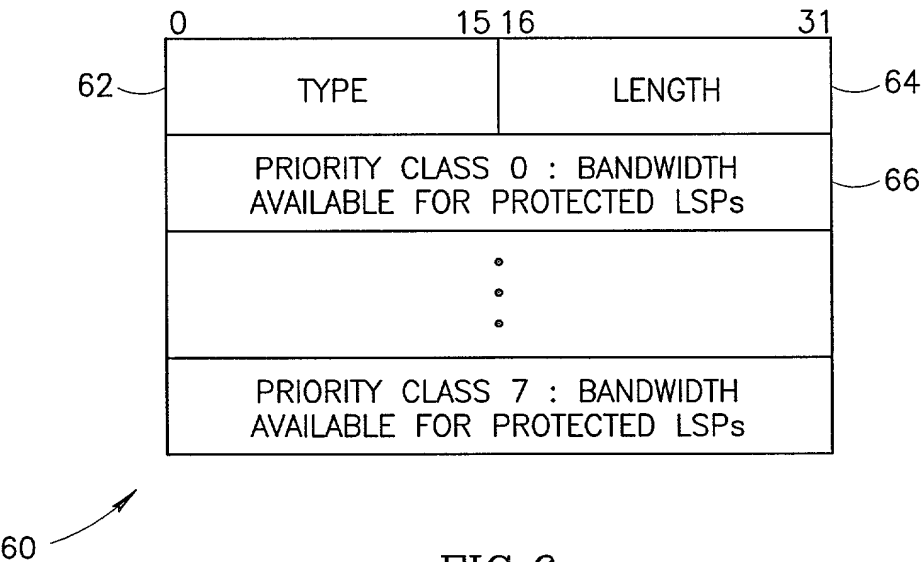 0 15 16 31
62 TYPE LENGTH 64
PRIORITY CLASS 0 : BANDWIDTH
AVAILABLE FOR PROTECTED LSPs
66
PRIORITY CLASS 7 : BANDWIDTH
AVAILABLE FOR PROTECTED LSPs
60